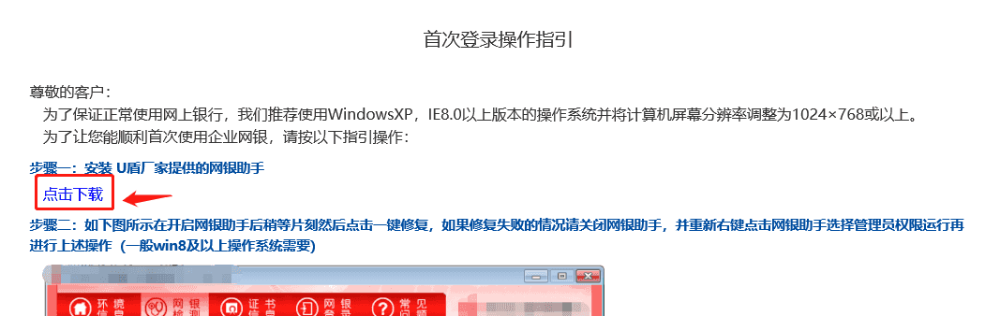 首次登录操作指引
尊敬的客户：
为了保证正常使用网上银行，我们推荐使用WindowsXP，IE8.0以上版本的操作系统并将计算机屏幕分辨率调整为1024×768或以上。
为了让您能顺利首次使用企业网银，请按以下指引操作：
步骤一：安装 U盾厂家提供的网银助手
点击下载
步骤二：如下图所示在开启网银助手后稍等片刻然后点击一键修复，如果修复失败的情况请关闭网银助手，并重新右键点击网银助手选择管理员权限运行再
进行上述操作（一般win8及以上操作系统需要）
环 境 网 银 证 书 网 银 常 见